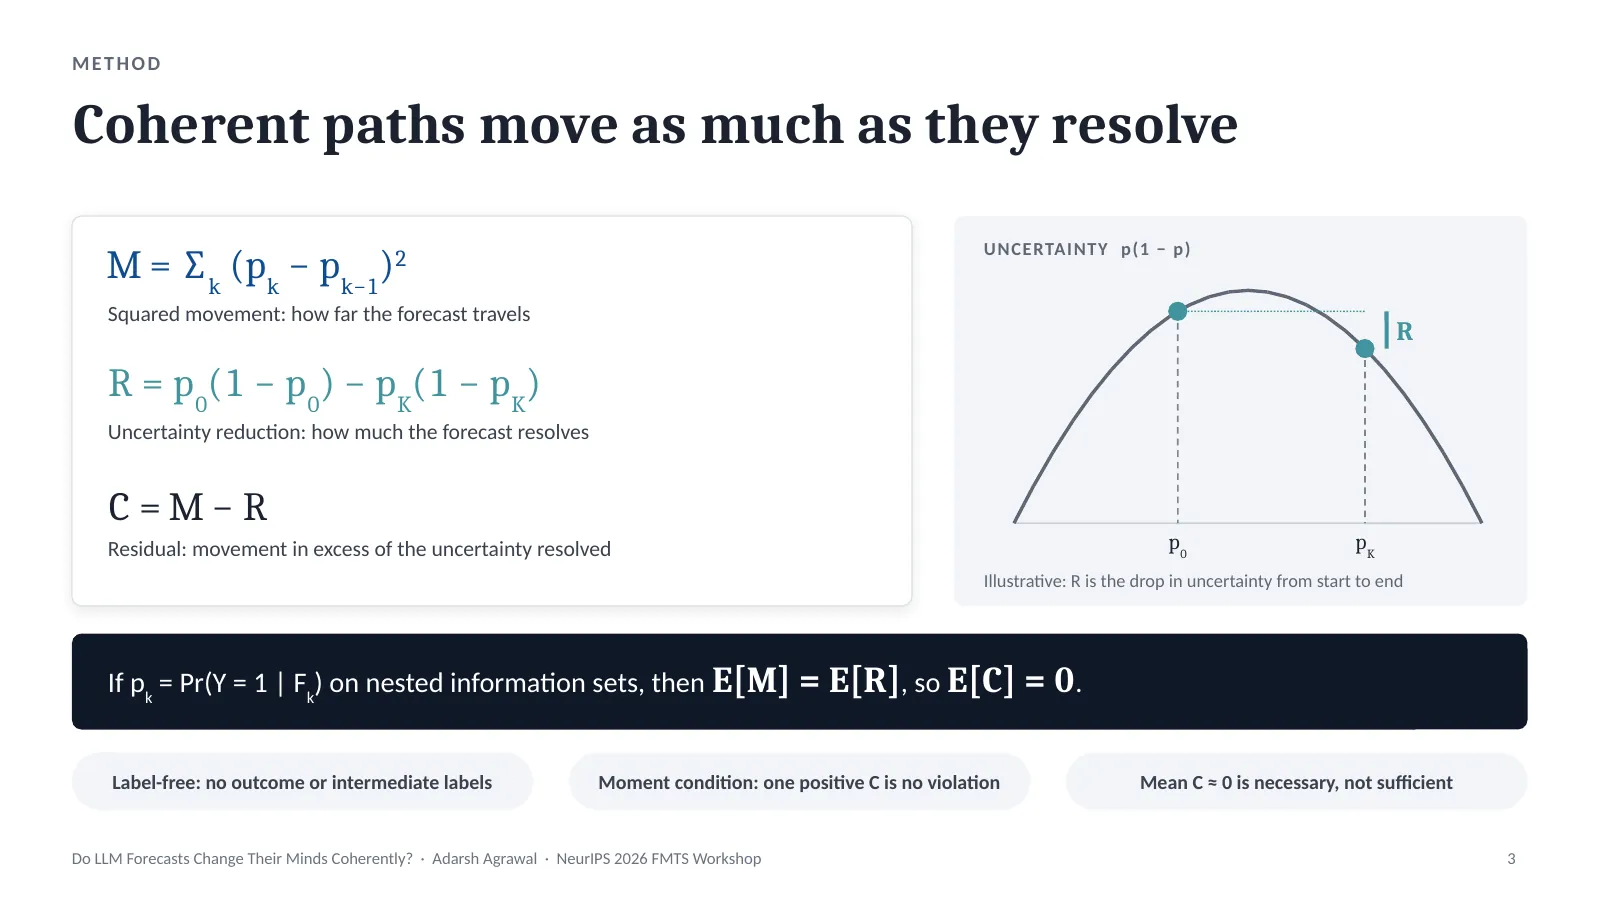 METHOD
Coherent paths move as much as they resolve
M = Σₖ (pₖ − pₖ₋₁)²
Squared movement: how far the forecast travels
R = p₀(1 − p₀) − p_K(1 − p_K)
Uncertainty reduction: how much the forecast resolves
C = M − R
Residual: movement in excess of the uncertainty resolved
UNCERTAINTY p(1 − p)
R
p₀
p_K
Illustrative: R is the drop in uncertainty from start to end
If pₖ = Pr(Y = 1 | Fₖ) on nested information sets, then E[M] = E[R], so E[C] = 0.
Label-free: no outcome or intermediate labels
Moment condition: one positive C is no violation
Mean C ≈ 0 is necessary, not sufficient
Do LLM Forecasts Change Their Minds Coherently? · Adarsh Agrawal · NeurIPS 2026 FMTS Workshop
3